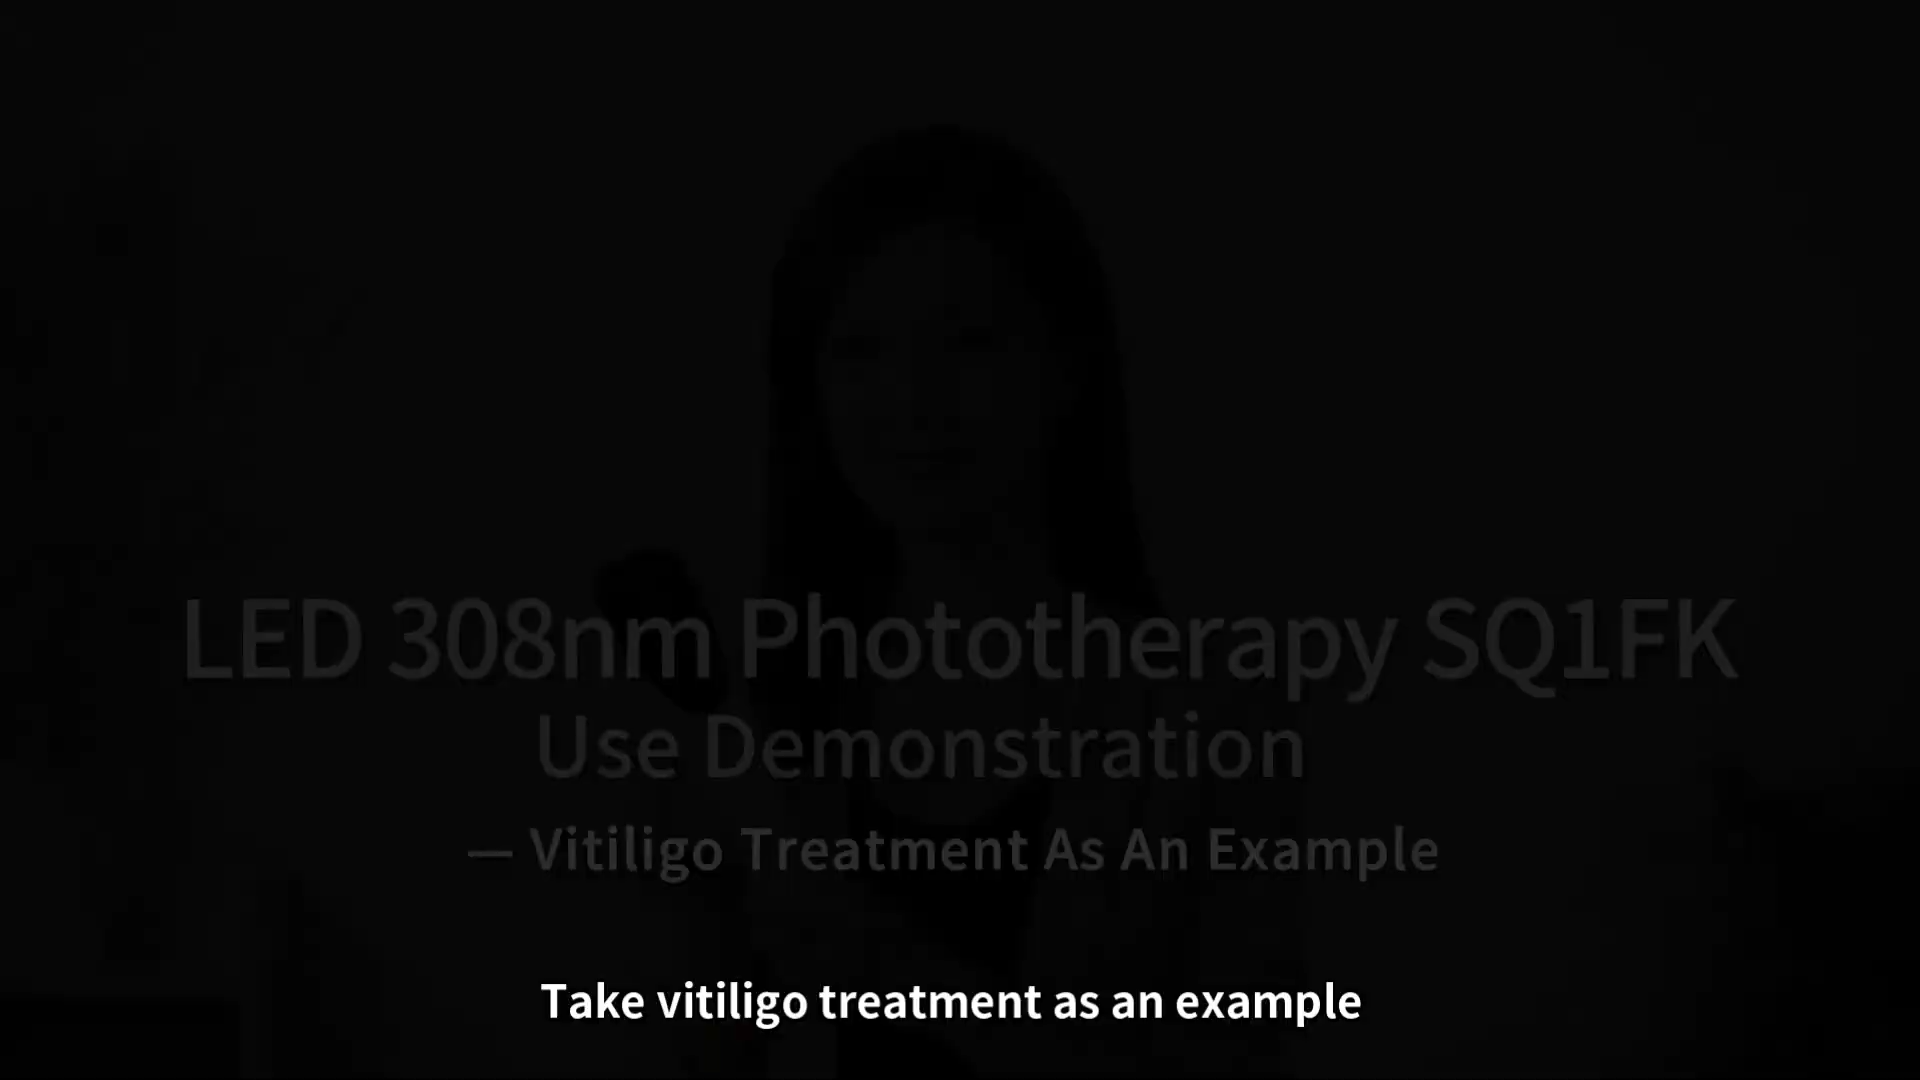 LED 308nm Phototherapy SQ1FK
Use Demonstration
— Vitiligo Treatment As An Example
Take vitiligo treatment as an example